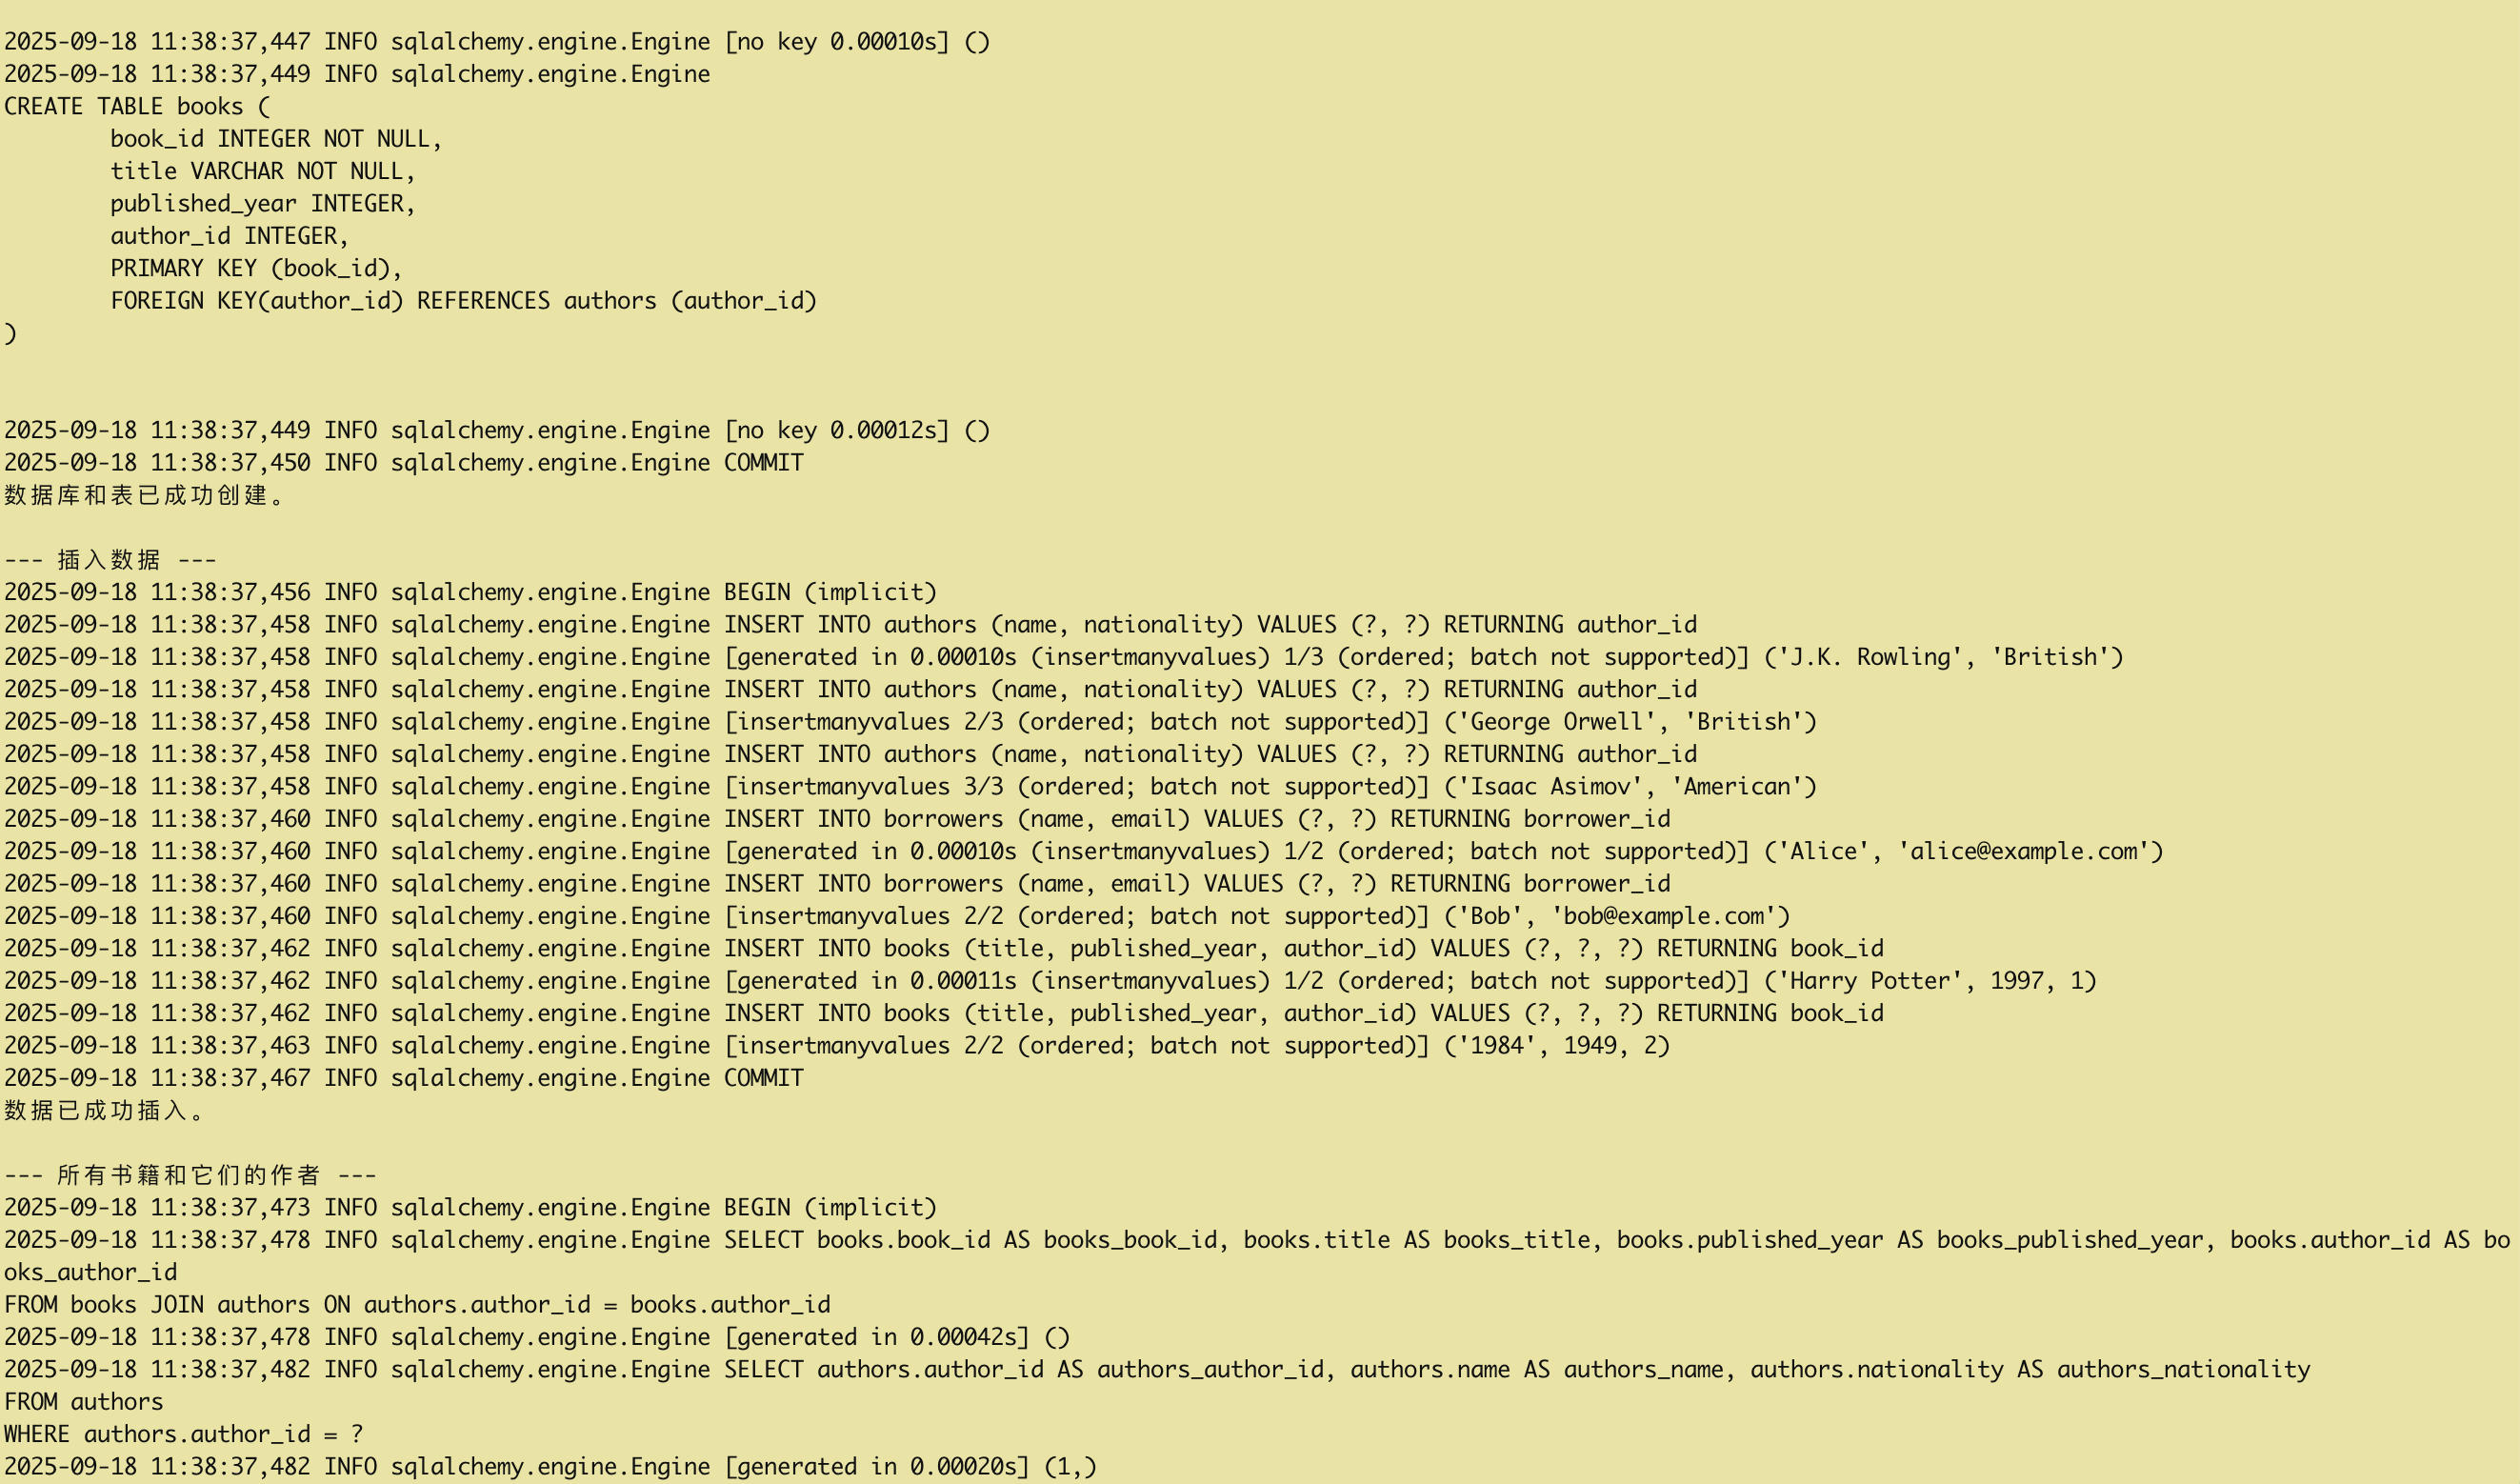 2025-09-18 11:38:37,447 INFO sqlalchemy.engine.Engine [no key 0.00010s] ()
2025-09-18 11:38:37,449 INFO sqlalchemy.engine.Engine
CREATE TABLE books (
        book_id INTEGER NOT NULL,
        title VARCHAR NOT NULL,
        published_year INTEGER,
        author_id INTEGER,
        PRIMARY KEY (book_id),
        FOREIGN KEY(author_id) REFERENCES authors (author_id)
)
2025-09-18 11:38:37,449 INFO sqlalchemy.engine.Engine [no key 0.00012s] ()
2025-09-18 11:38:37,450 INFO sqlalchemy.engine.Engine COMMIT
数据库和表已成功创建。
--- 插入数据 ---
2025-09-18 11:38:37,456 INFO sqlalchemy.engine.Engine BEGIN (implicit)
2025-09-18 11:38:37,458 INFO sqlalchemy.engine.Engine INSERT INTO authors (name, nationality) VALUES (?, ?) RETURNING author_id
2025-09-18 11:38:37,458 INFO sqlalchemy.engine.Engine [generated in 0.00010s (insertmanyvalues) 1/3 (ordered; batch not supported)] ('J.K. Rowling', 'British')
2025-09-18 11:38:37,458 INFO sqlalchemy.engine.Engine INSERT INTO authors (name, nationality) VALUES (?, ?) RETURNING author_id
2025-09-18 11:38:37,458 INFO sqlalchemy.engine.Engine [insertmanyvalues 2/3 (ordered; batch not supported)] ('George Orwell', 'British')
2025-09-18 11:38:37,458 INFO sqlalchemy.engine.Engine INSERT INTO authors (name, nationality) VALUES (?, ?) RETURNING author_id
2025-09-18 11:38:37,458 INFO sqlalchemy.engine.Engine [insertmanyvalues 3/3 (ordered; batch not supported)] ('Isaac Asimov', 'American')
2025-09-18 11:38:37,460 INFO sqlalchemy.engine.Engine INSERT INTO borrowers (name, email) VALUES (?, ?) RETURNING borrower_id
2025-09-18 11:38:37,460 INFO sqlalchemy.engine.Engine [generated in 0.00010s (insertmanyvalues) 1/2 (ordered; batch not supported)] ('Alice', 'alice@example.com')
2025-09-18 11:38:37,460 INFO sqlalchemy.engine.Engine INSERT INTO borrowers (name, email) VALUES (?, ?) RETURNING borrower_id
2025-09-18 11:38:37,460 INFO sqlalchemy.engine.Engine [insertmanyvalues 2/2 (ordered; batch not supported)] ('Bob', 'bob@example.com')
2025-09-18 11:38:37,462 INFO sqlalchemy.engine.Engine INSERT INTO books (title, published_year, author_id) VALUES (?, ?, ?) RETURNING book_id
2025-09-18 11:38:37,462 INFO sqlalchemy.engine.Engine [generated in 0.00011s (insertmanyvalues) 1/2 (ordered; batch not supported)] ('Harry Potter', 1997, 1)
2025-09-18 11:38:37,462 INFO sqlalchemy.engine.Engine INSERT INTO books (title, published_year, author_id) VALUES (?, ?, ?) RETURNING book_id
2025-09-18 11:38:37,463 INFO sqlalchemy.engine.Engine [insertmanyvalues 2/2 (ordered; batch not supported)] ('1984', 1949, 2)
2025-09-18 11:38:37,467 INFO sqlalchemy.engine.Engine COMMIT
数据已成功插入。
--- 所有书籍和它们的作者 ---
2025-09-18 11:38:37,473 INFO sqlalchemy.engine.Engine BEGIN (implicit)
2025-09-18 11:38:37,478 INFO sqlalchemy.engine.Engine SELECT books.book_id AS books_book_id, books.title AS books_title, books.published_year AS books_published_year, books.author_id AS bo
oks_author_id
FROM books JOIN authors ON authors.author_id = books.author_id
2025-09-18 11:38:37,478 INFO sqlalchemy.engine.Engine [generated in 0.00042s] ()
2025-09-18 11:38:37,482 INFO sqlalchemy.engine.Engine SELECT authors.author_id AS authors_author_id, authors.name AS authors_name, authors.nationality AS authors_nationality
FROM authors
WHERE authors.author_id = ?
2025-09-18 11:38:37,482 INFO sqlalchemy.engine.Engine [generated in 0.00020s] (1,)